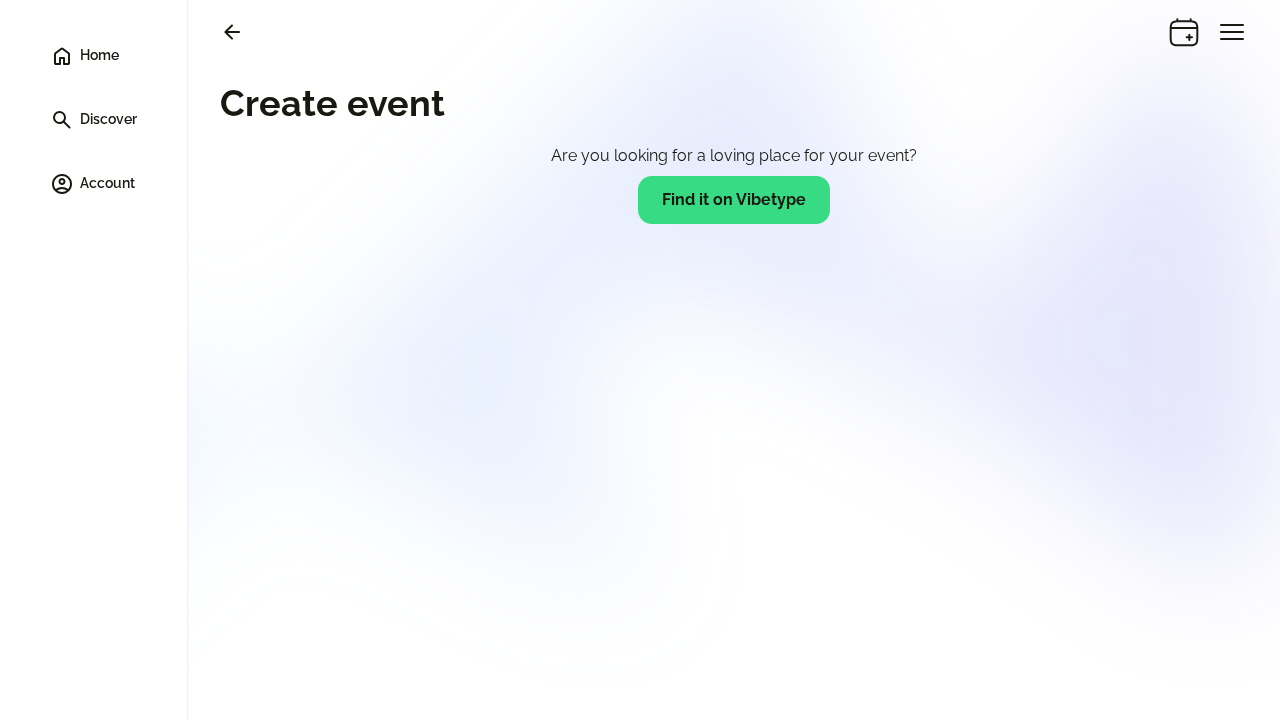 Home
Discover
Account
Create event
Are you looking for a loving place for your event?
Find it on Vibetype